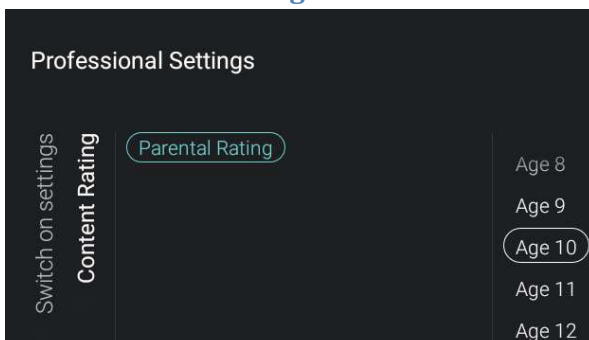 Professional Settings
Switch on settings
Content Rating
Parental Rating
Age 8
Age 9
Age 10
Age 11
Age 12